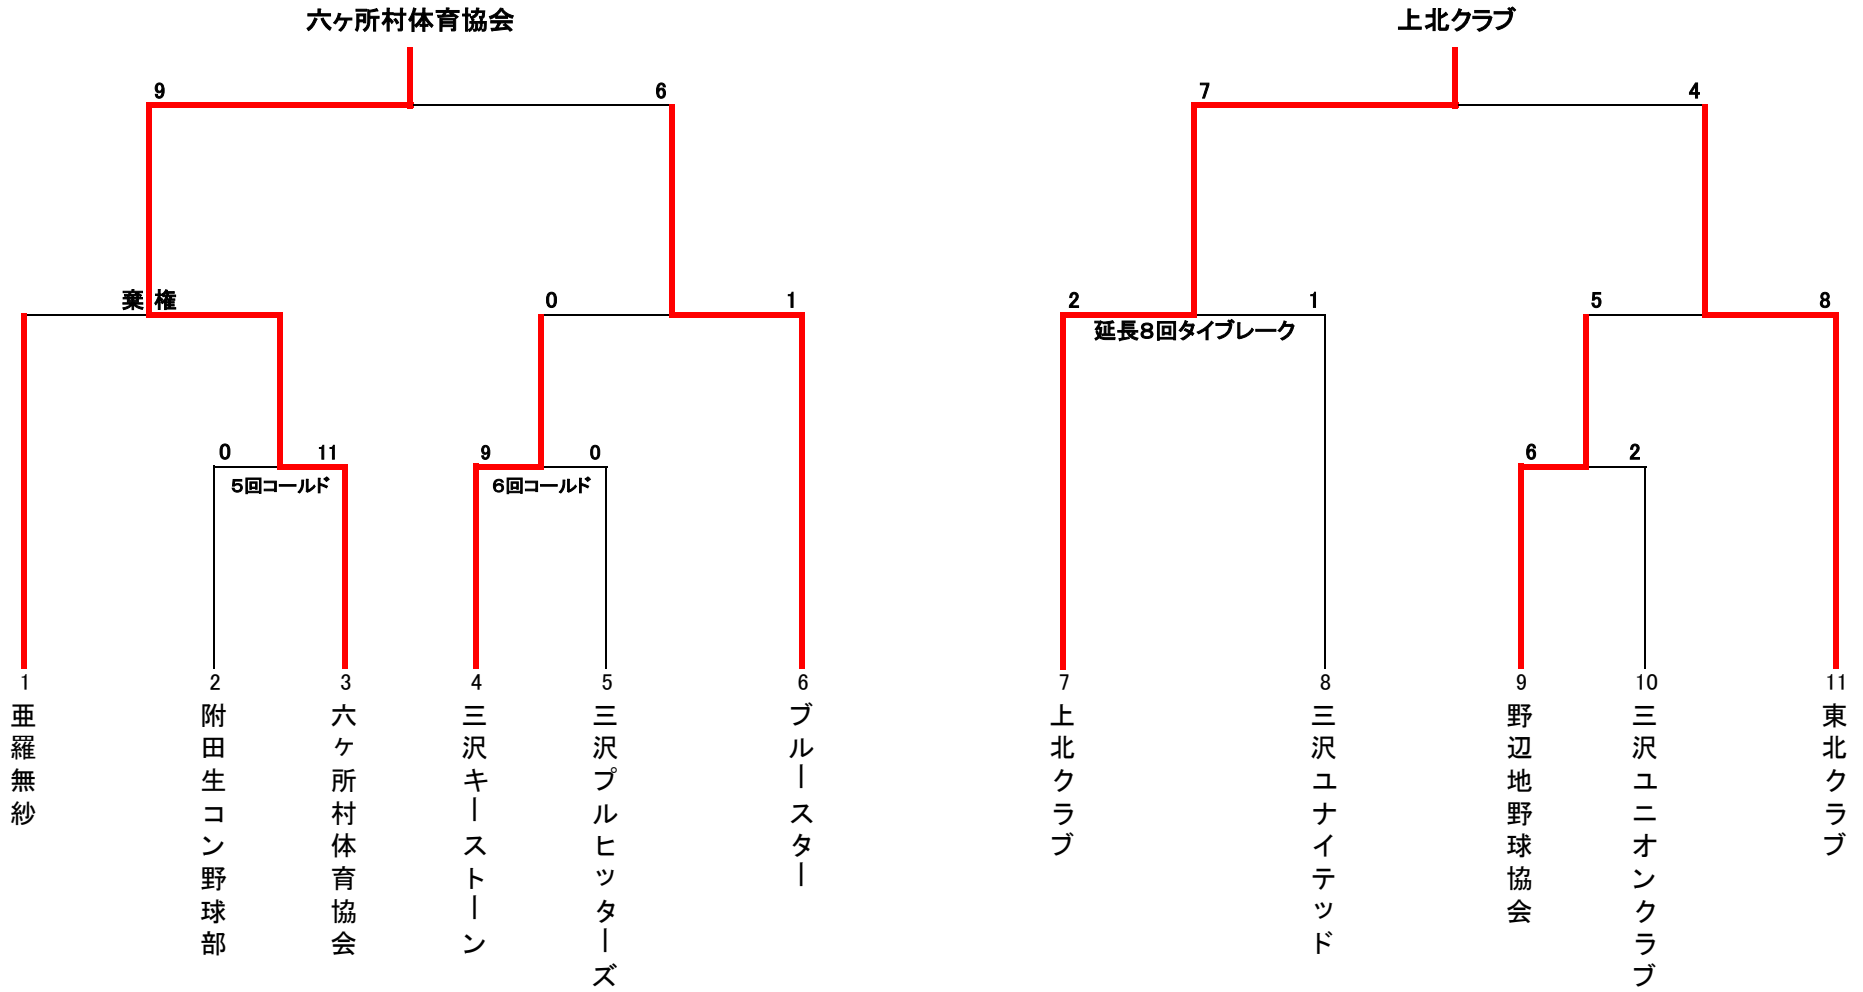 六ヶ所村体育協会
上北クラブ
9
6
7
4
棄権
0
1
2
1
5
8
延長8回タイブレーク
0
11
9
0
6
2
5回コールド
6回コールド
1
2
3
4
5
6
7
8
9
10
11
亜羅無紗
附田生コン野球部
六ヶ所村体育協会
三沢キーストーン
三沢プルヒッターズ
ブルースター
上北クラブ
三沢ユナイテッド
野辺地野球協会
三沢ユニオンクラブ
東北クラブ